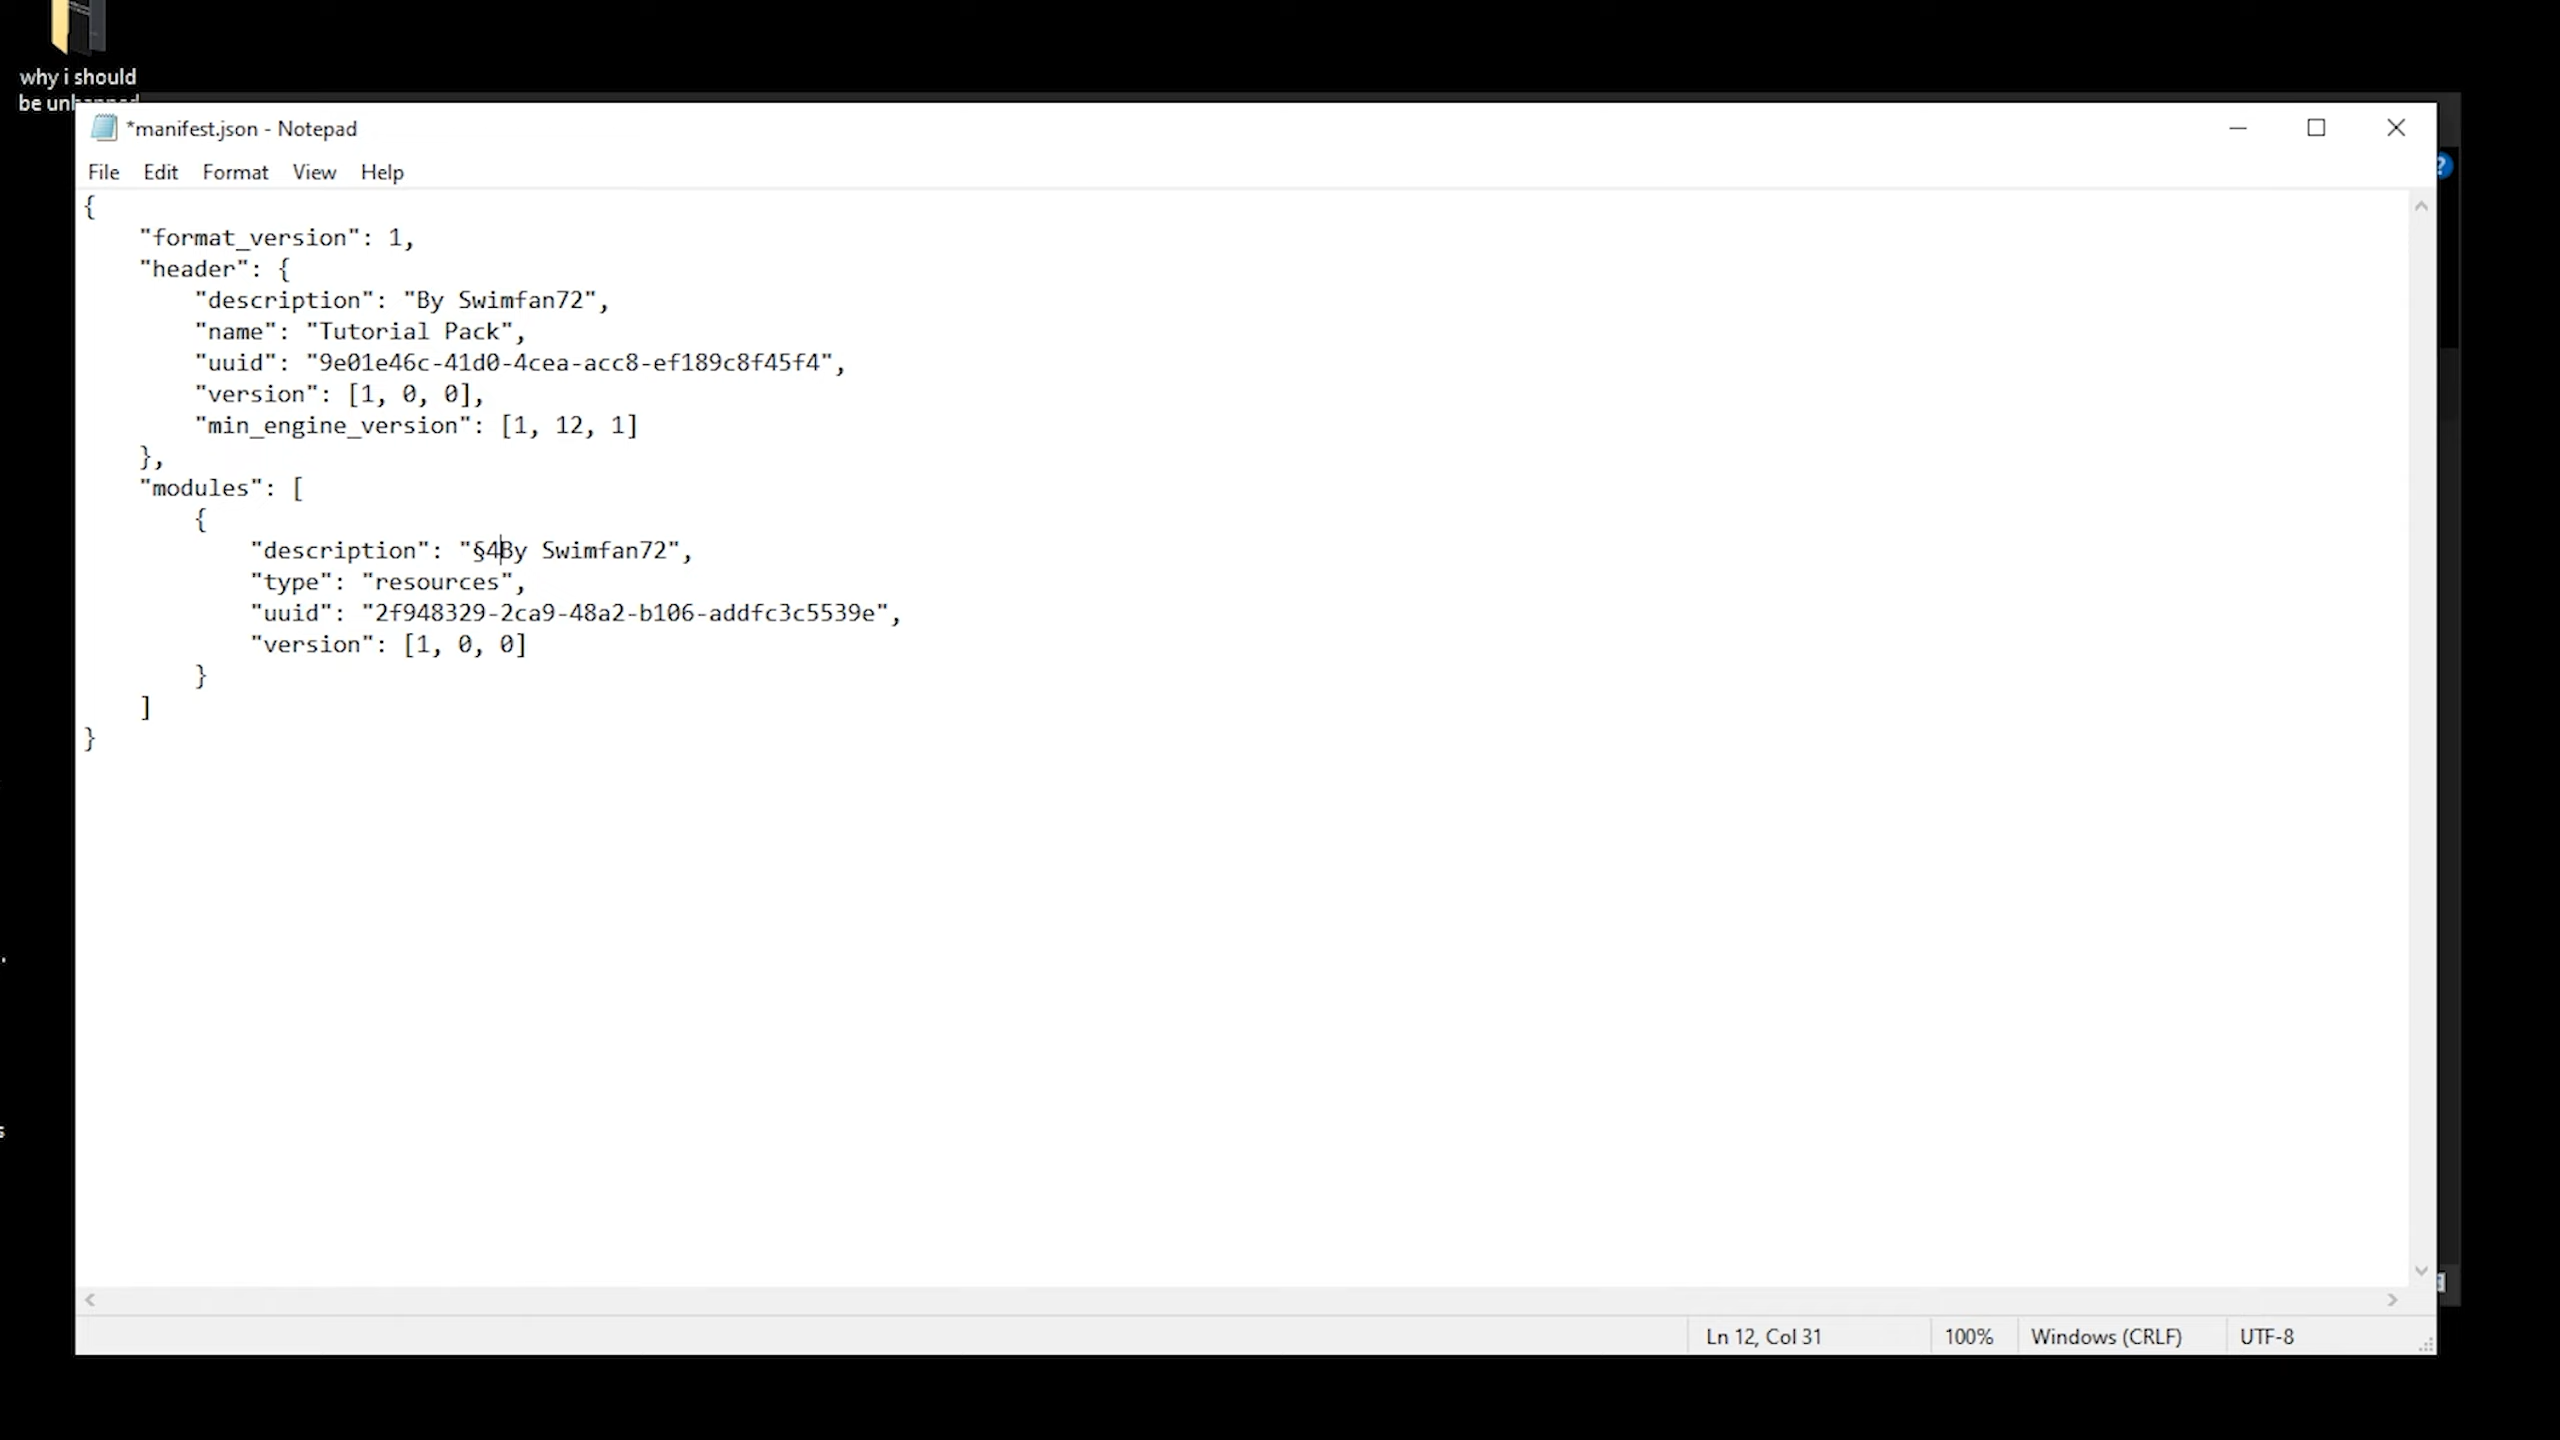 why i should
be unbanned
*manifest.json - Notepad
File Edit Format View Help
{
    "format_version": 1,
    "header": {
        "description": "By Swimfan72",
        "name": "Tutorial Pack",
        "uuid": "9e01e46c-41d0-4cea-acc8-ef189c8f45f4",
        "version": [1, 0, 0],
        "min_engine_version": [1, 12, 1]
    },
    "modules": [
        {
            "description": "§4By Swimfan72",
            "type": "resources",
            "uuid": "2f948329-2ca9-48a2-b106-addfc3c5539e",
            "version": [1, 0, 0]
        }
    ]
}
Ln 12, Col 31 100% Windows (CRLF) UTF-8